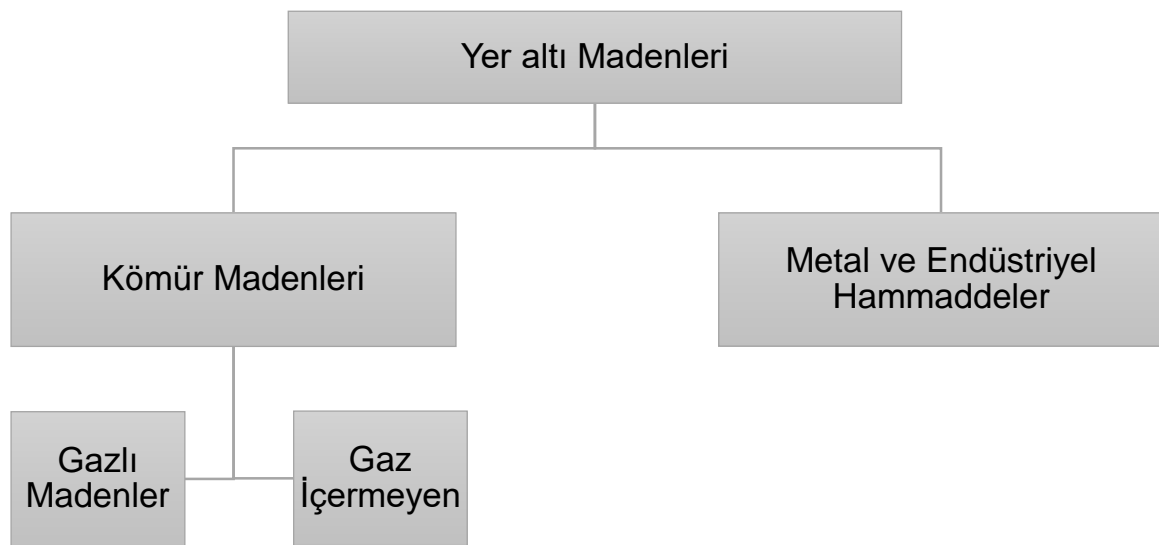 Yer altı Madenleri
Kömür Madenleri
Metal ve Endüstriyel
Hammaddeler
Gazlı
Madenler
Gaz
İçermeyen